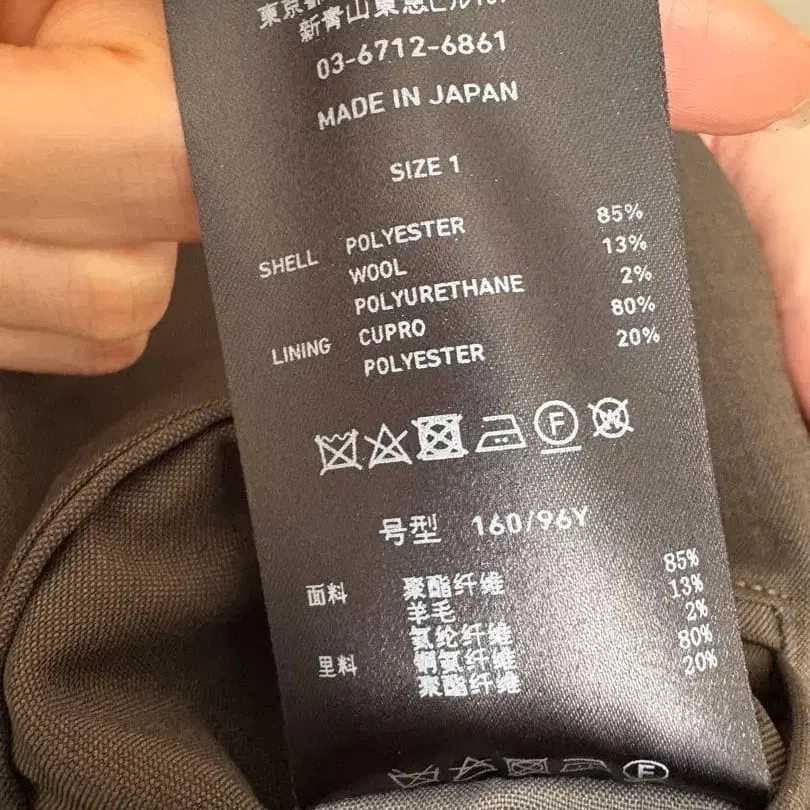 東京都
新青山東急ビル
03-6712-6861
MADE IN JAPAN
SIZE 1
SHELL POLYESTER 85%
WOOL 13%
POLYURETHANE 2%
LINING CUPRO 80%
POLYESTER 20%
F W
号型 160/96Y
面料 聚酯纤维 85%
羊毛 13%
氨纶纤维 2%
里料 铜氨纤维 80%
聚酯纤维 20%
F